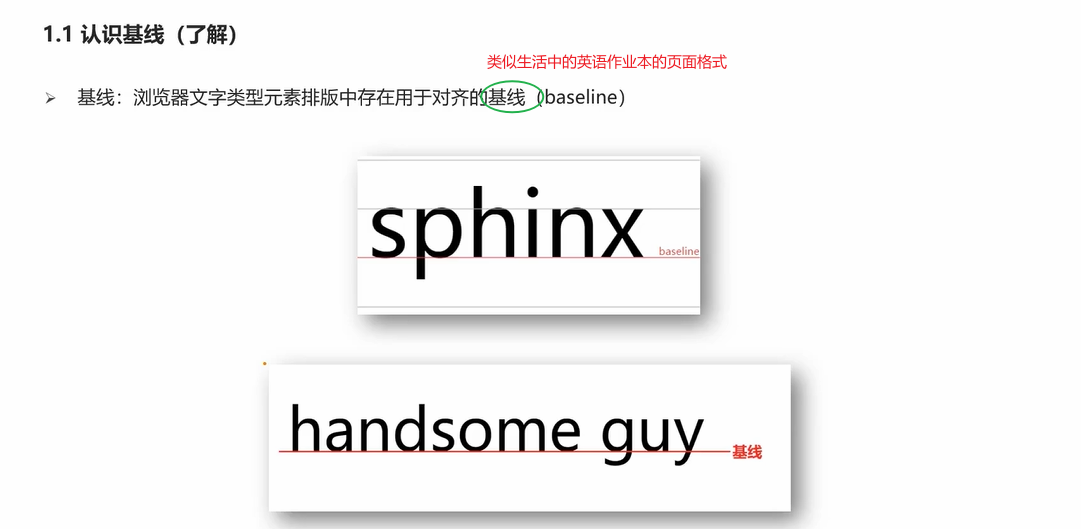 1.1 认识基线（了解）
类似生活中的英语作业本的页面格式
基线：浏览器文字类型元素排版中存在用于对齐的基线（baseline）
sphinx
baseline
handsome guy
基线